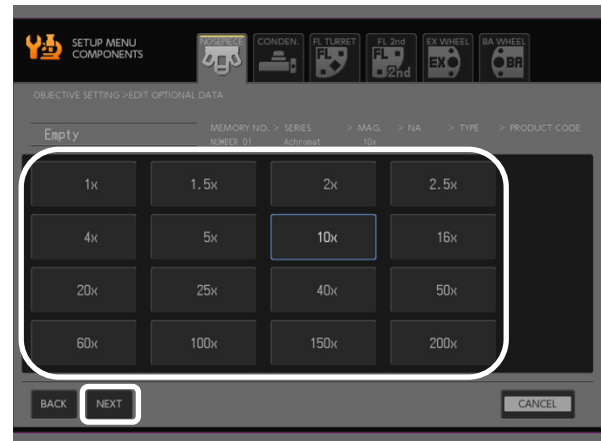 SETUP MENU
COMPONENTS
NOSEPIECE CONDEN. FL TURRET FL 2nd EX WHEEL BA WHEEL
FL FL 2nd EX BA
OBJECTIVE SETTING >EDIT OPTIONAL DATA
Empty
MEMORY NO. > SERIES > MAG. > NA > TYPE > PRODUCT CODE
NUMBER 01 Achromat 10x
1x 1.5x 2x 2.5x
4x 5x 10x 16x
20x 25x 40x 50x
60x 100x 150x 200x
BACK NEXT CANCEL